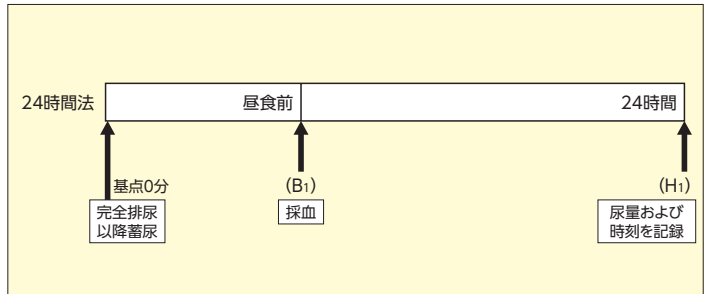 24時間法
昼食前
24時間
基点0分
(B1)
(H1)
完全排尿
以降蓄尿
採血
尿量および
時刻を記録